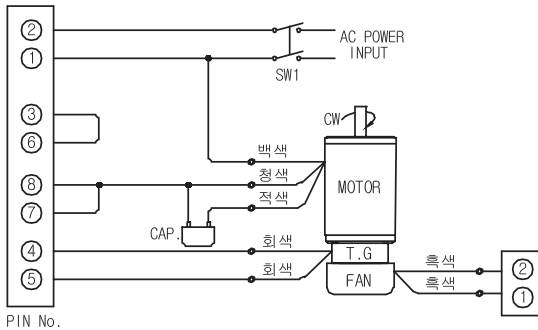 ②
①
③
⑥
⑧
⑦
④
⑤
PIN No.
AC POWER
INPUT
SW1
CW
백색
청색
적색
CAP.
회색
회색
MOTOR
T.G
FAN
흑색
흑색
②
①